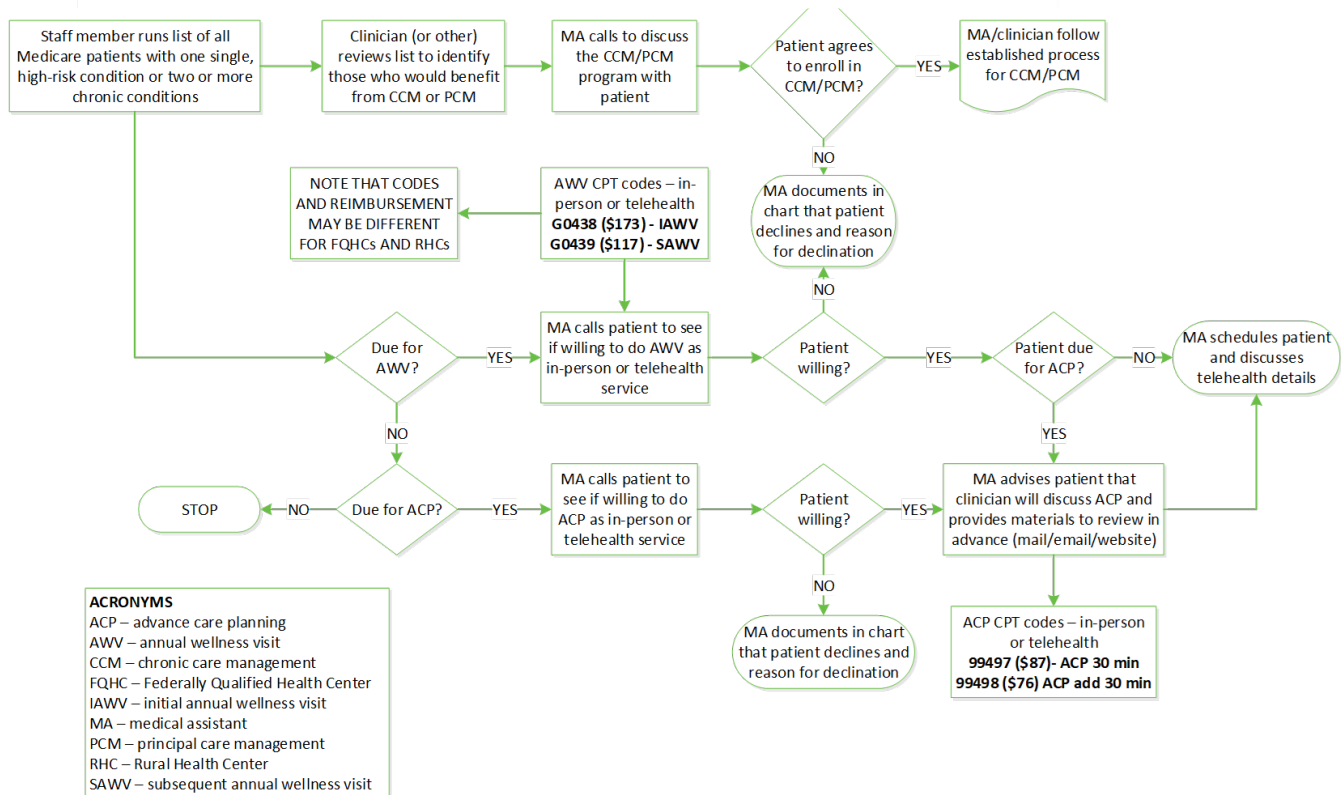 Staff member runs list of all
Medicare patients with one single,
high-risk condition or two or more
chronic conditions
Clinician (or other)
reviews list to identify
those who would benefit
from CCM or PCM
MA calls to discuss
the CCM/PCM
program with
patient
Patient agrees
to enroll in
CCM/PCM?
YES
MA/clinician follow
established process
for CCM/PCM
NO
MA documents in
chart that patient
declines and reason
for declination
NOTE THAT CODES
AND REIMBURSEMENT
MAY BE DIFFERENT
FOR FQHCs AND RHCs
AWV CPT codes – in-
person or telehealth
G0438 ($173) - IAWV
G0439 ($117) - SAWV
NO
Due for
AWV?
YES
MA calls patient to see
if willing to do AWV as
in-person or telehealth
service
Patient
willing?
YES
Patient due
for ACP?
NO
MA schedules patient
and discusses
telehealth details
NO
YES
STOP
NO
Due for ACP?
YES
MA calls patient to
see if willing to do
ACP as in-person or
telehealth service
Patient
willing?
YES
MA advises patient that
clinician will discuss ACP and
provides materials to review in
advance (mail/email/website)
NO
MA documents in chart
that patient declines and
reason for declination
ACP CPT codes – in-person
or telehealth
99497 ($87)- ACP 30 min
99498 ($76) ACP add 30 min
ACRONYMS
ACP – advance care planning
AWV – annual wellness visit
CCM – chronic care management
FQHC – Federally Qualified Health Center
IAWV – initial annual wellness visit
MA – medical assistant
PCM – principal care management
RHC – Rural Health Center
SAWV – subsequent annual wellness visit